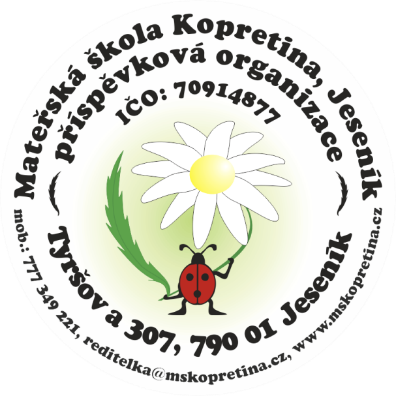 Mateřská škola Kopretina, Jeseník
příspěvková organizace
IČO: 70914877
Tyršova 307, 790 01 Jeseník
mob.: 777 349 221, reditelka@mskopretina.cz, www.mskopretina.cz